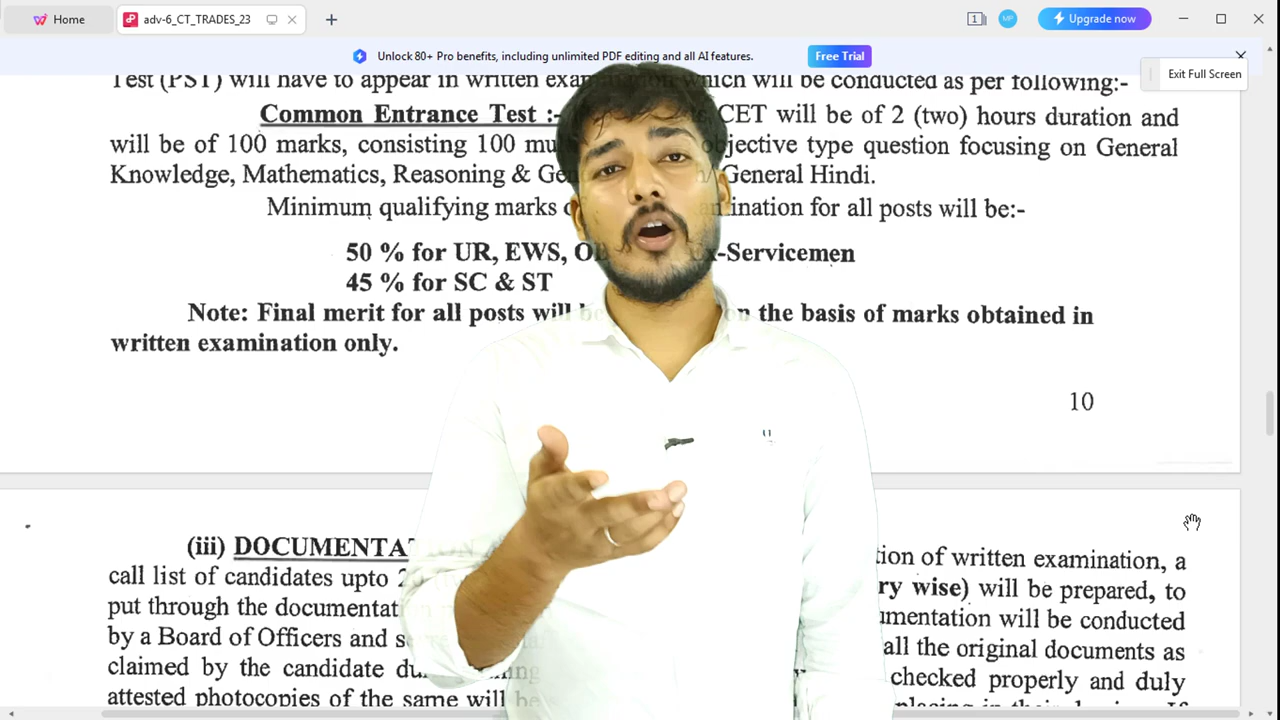 Home
adv-6_CT_TRADES_23
1
MP
Upgrade now
Unlock 80+ Pro benefits, including unlimited PDF editing and all AI features.
Free Trial
Exit Full Screen
Test (PST) will have to appear in written examination which will be conducted as per following:-
Common Entrance Test :- CET will be of 2 (two) hours duration and
will be of 100 marks, consisting 100 objective type question focusing on General
Knowledge, Mathematics, Reasoning & General Hindi.
Minimum qualifying marks for all posts will be:-
50 % for UR, EWS, Ex-Servicemen
45 % for SC & ST
Note: Final merit for all posts will on the basis of marks obtained in
written examination only.
10
(iii) DOCUMENTATION of written examination, a
call list of candidates upto will be prepared, to
put through the will be conducted
by a Board of Officers and all the original documents as
claimed by the candidate checked properly and duly
attested photocopies of the same will be